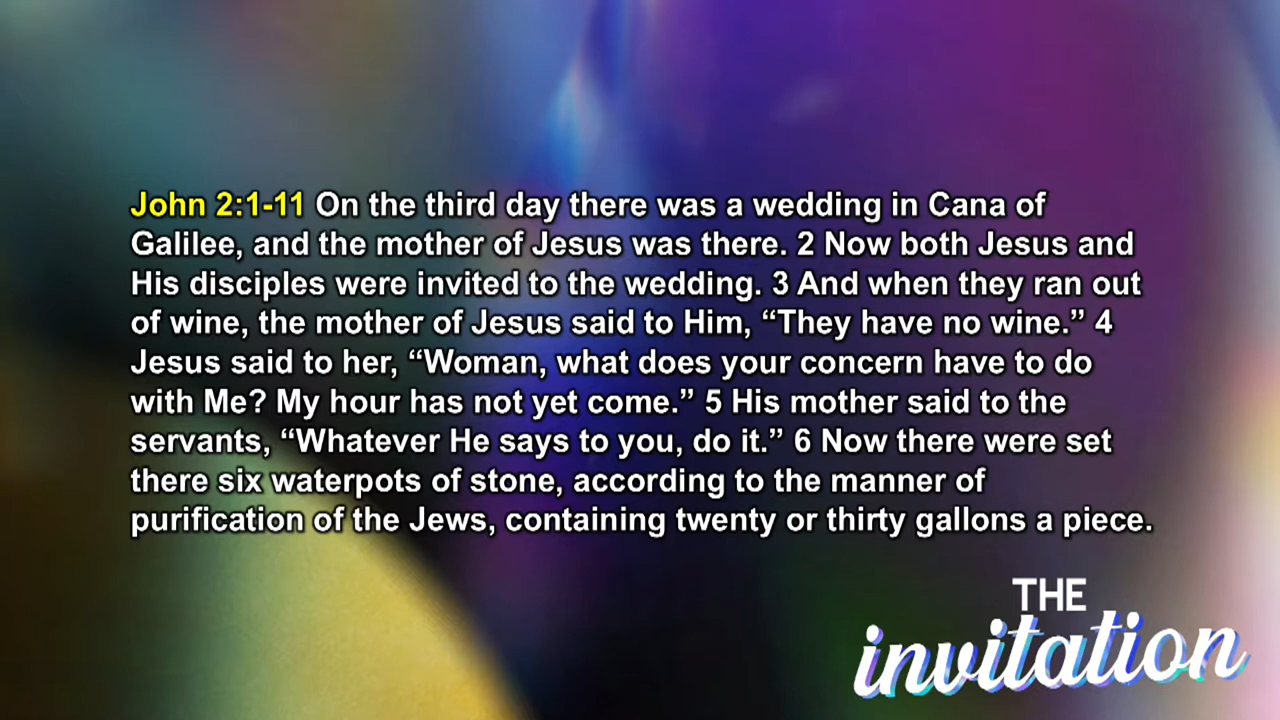 John 2:1-11 On the third day there was a wedding in Cana of
Galilee, and the mother of Jesus was there. 2 Now both Jesus and
His disciples were invited to the wedding. 3 And when they ran out
of wine, the mother of Jesus said to Him, “They have no wine.” 4
Jesus said to her, “Woman, what does your concern have to do
with Me? My hour has not yet come.” 5 His mother said to the
servants, “Whatever He says to you, do it.” 6 Now there were set
there six waterpots of stone, according to the manner of
purification of the Jews, containing twenty or thirty gallons a piece.
THE
invitation